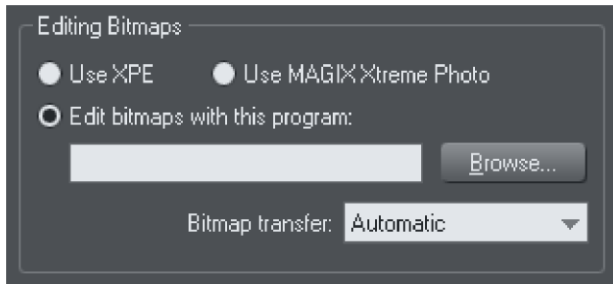 Editing Bitmaps
Use XPE Use MAGIX Xtreme Photo
Edit bitmaps with this program:
Browse...
Bitmap transfer: Automatic